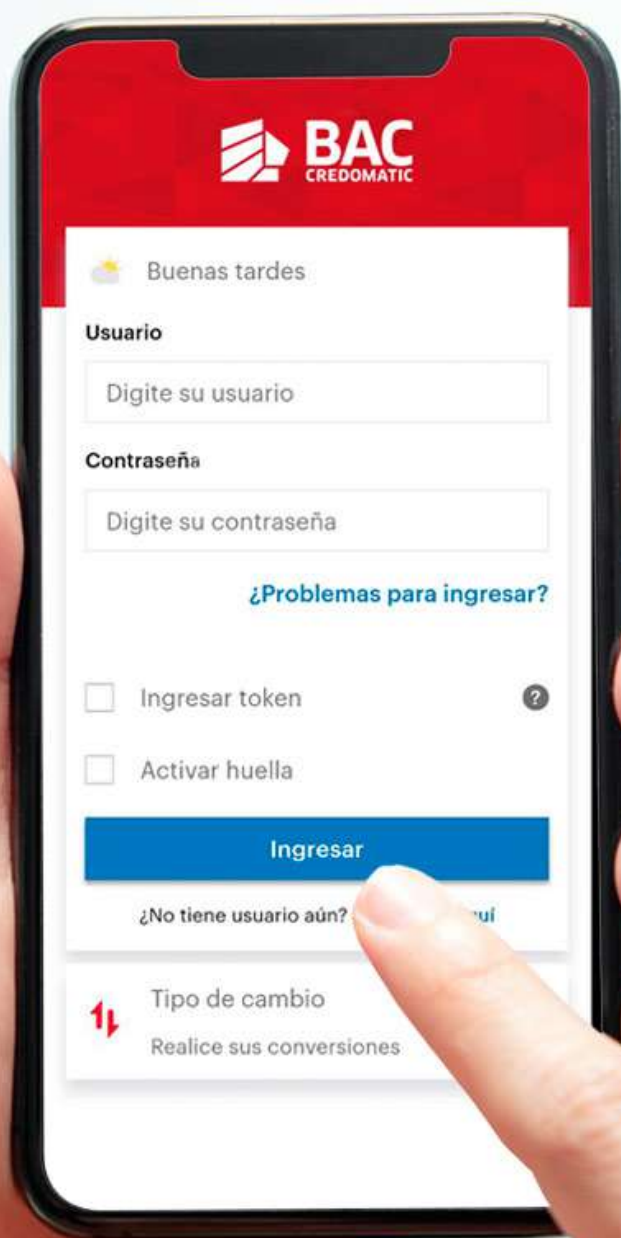 BAC
CREDOMATIC
Buenas tardes
Usuario
Digite su usuario
Contraseña
Digite su contraseña
¿Problemas para ingresar?
Ingresar token
?
Activar huella
Ingresar
¿No tiene usuario aún?
Tipo de cambio
Realice sus conversiones